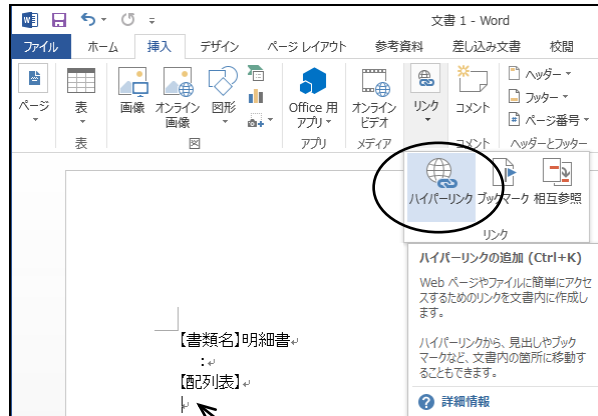 文書 1 - Word
ファイル ホーム 挿入 デザイン ページ レイアウト 参考資料 差し込み文書 校閲
ページ
表
画像
オンライン
画像
図形
Office 用
アプリ
オンライン
ビデオ
リンク
コメント
ヘッダー
フッター
ページ番号
表 図 アプリ メディア コメント ヘッダーとフッター
ハイパーリンク ブックマーク 相互参照
リンク
ハイパーリンクの追加 (Ctrl+K)
Web ページやファイルに簡単にアクセ
スするためのリンクを文書内に作成し
ます。
ハイパーリンクから、見出しやブック
マークなど、文書内の箇所に移動す
ることもできます。
詳細情報
【書類名】明細書
:
【配列表】